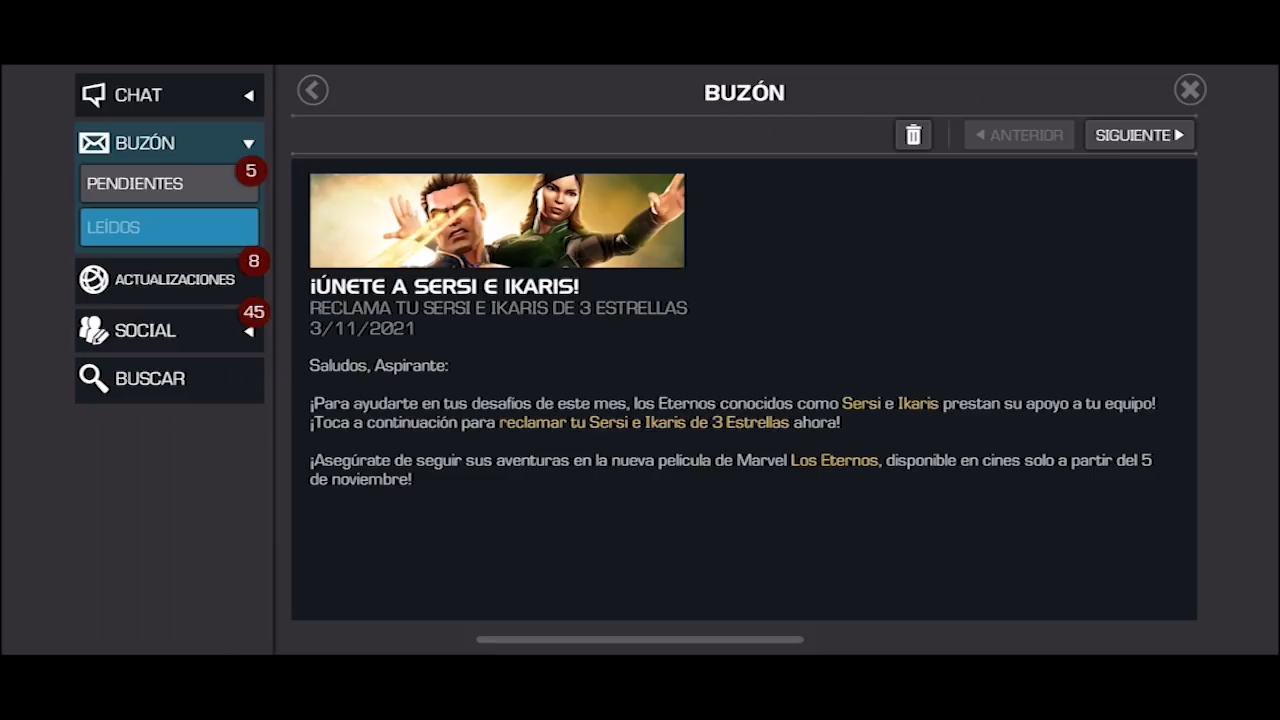 CHAT
BUZÓN
PENDIENTES
5
LEÍDOS
ACTUALIZACIONES
8
SOCIAL
45
BUSCAR
BUZÓN
ANTERIOR
SIGUIENTE
¡ÚNETE A SERSI E IKARIS!
RECLAMA TU SERSI E IKARIS DE 3 ESTRELLAS
3/11/2021
Saludos, Aspirante:
¡Para ayudarte en tus desafíos de este mes, los Eternos conocidos como Sersi e Ikaris prestan su apoyo a tu equipo!
¡Toca a continuación para reclamar tu Sersi e Ikaris de 3 Estrellas ahora!
¡Asegúrate de seguir sus aventuras en la nueva película de Marvel Los Eternos, disponible en cines solo a partir del 5
de noviembre!